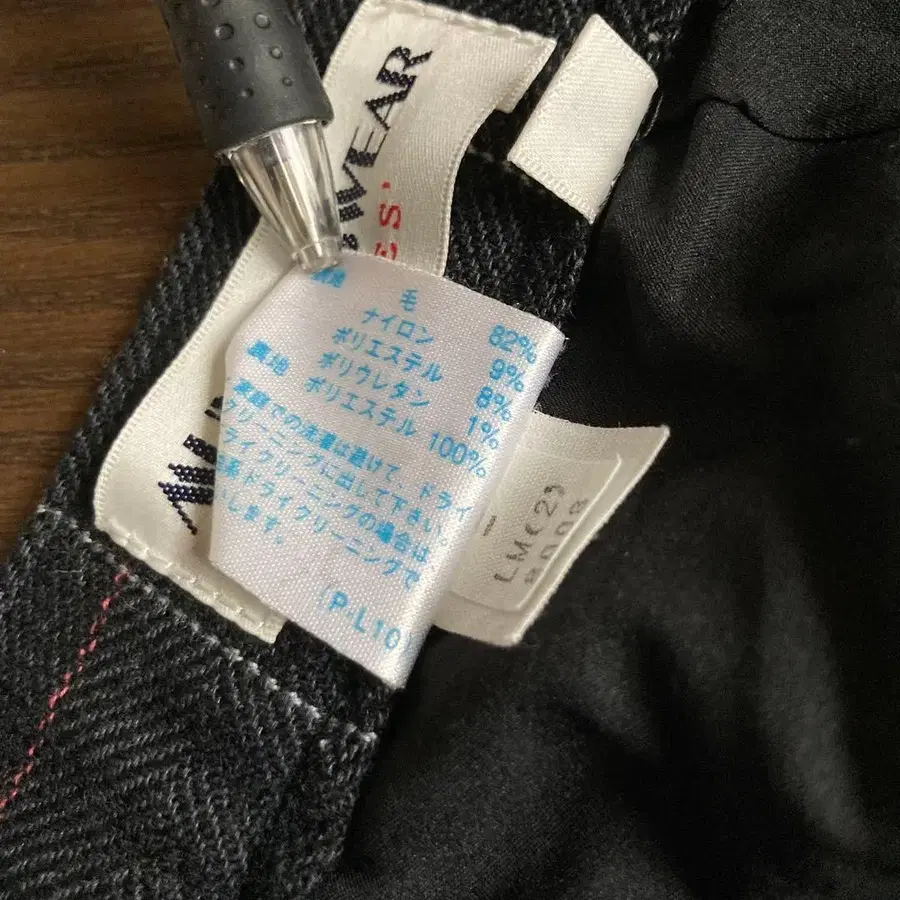 WEAR
ES'
毛 82%
ナイロン 9%
ポリエステル 8%
ポリウレタン 1%
裏地 ポリエステル 100%
家庭での洗濯は避けて、ドライ
クリーニングに出して下さい
ライクリーニングの場合は
系ドライクリーニングで
します。
(P·L10)
LM(2)